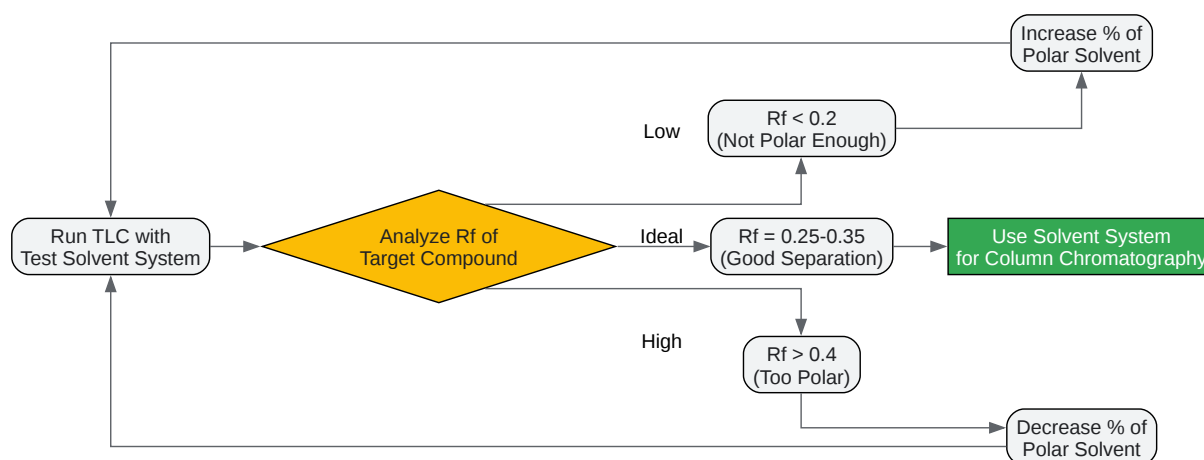 Increase % of
Polar Solvent
Low
Rf < 0.2
(Not Polar Enough)
Run TLC with
Test Solvent System
Analyze Rf of
Target Compound
Ideal
Rf = 0.25-0.35
(Good Separation)
Use Solvent System
for Column Chromatography
High
Rf > 0.4
(Too Polar)
Decrease % of
Polar Solvent